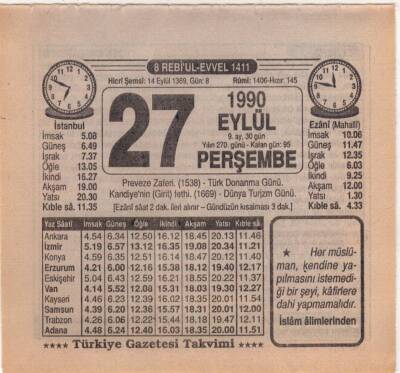 8 REBİ'UL-EVVEL 1411
Hicrî Şemsî: 14 Eylül 1369, Gün: 8 Rûmî: 1406-Hızır: 145
27
1990
EYLÜL
9. ay, 30 gün
Yılın 270. günü - Kalan gün: 95
PERŞEMBE
İstanbul
İmsak 5.08
Güneş 6.49
İşrak 7.37
Öğle 13.05
İkindi 16.27
Akşam 19.00
Yatsı 20.30
Kıble sâ. 11.35
Ezânî (Mahallî)
İmsak 10.06
Güneş 11.47
İşrak 12.35
Öğle 6.03
İkindi 9.25
Akşam 12.00
Yatsı 1.30
Kıble sâ. 4.33
Preveze Zaferi. (1538) - Türk Donanma Günü.
Kandiye'nin (Girit) fethi. (1669) - Dünya Turizm Günü.
[Ezânî sâat 2 dak. ileri alınır – Gündüzün kısalması 3 dak.]
Yaz Sâati İmsak Güneş Öğle İkindi Akşam Yatsı Kıble sâ.
Ankara 4.54 6.34 12.50 16.12 18.45 20.13 11.46
İzmir 5.19 6.57 13.12 16.35 19.08 20.34 11.21
Konya 4.59 6.35 12.51 16.14 18.47 20.12 11.40
Erzurum 4.21 6.00 12.16 15.38 18.12 19.40 12.17
Eskişehir 5.04 6.43 12.59 16.21 18.55 20.22 11.37
Van 4.14 5.52 12.08 15.31 18.03 19.30 12.27
Kayseri 4.46 6.23 12.39 16.02 18.35 20.01 11.54
Samsun 4.39 6.20 12.36 15.57 18.31 20.01 12.00
Trabzon 4.26 6.06 12.22 15.44 18.18 19.47 12.11
Adana 4.48 6.24 12.40 16.03 18.35 20.00 11.51
★ Her müslü-
man, kendine ya-
pılmasını istemedi-
ği bir şeyi, kâfirlere
dahi yapmamalıdır.
İslâm âlimlerinden
★★★★ Türkiye Gazetesi Takvimi ★★★★